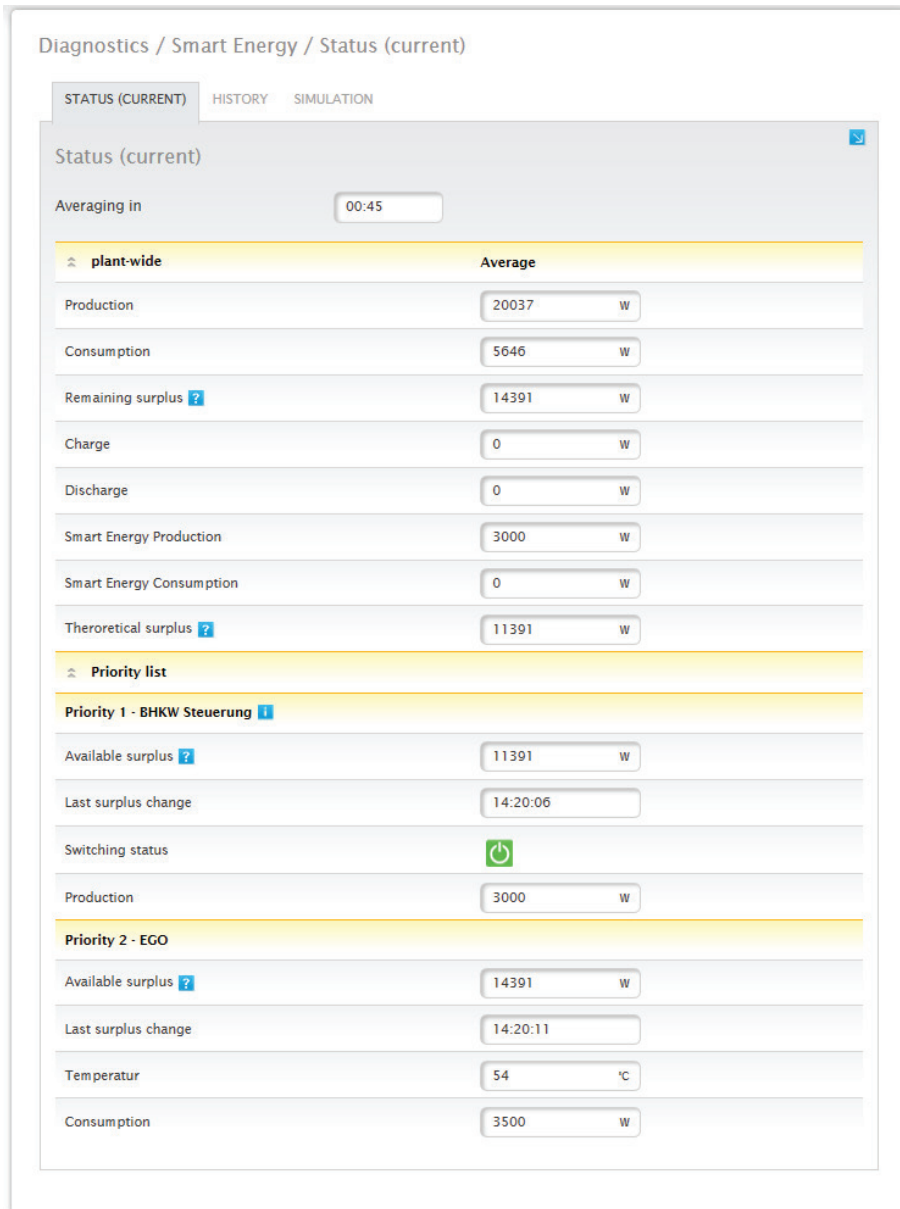 Diagnostics / Smart Energy / Status (current)
STATUS (CURRENT) HISTORY SIMULATION
Status (current)
Averaging in 00:45
plant-wide Average
Production 20037 W
Consumption 5646 W
Remaining surplus ? 14391 W
Charge 0 W
Discharge 0 W
Smart Energy Production 3000 W
Smart Energy Consumption 0 W
Theroretical surplus ? 11391 W
Priority list
Priority 1 - BHKW Steuerung i
Available surplus ? 11391 W
Last surplus change 14:20:06
Switching status
Production 3000 W
Priority 2 - EGO
Available surplus ? 14391 W
Last surplus change 14:20:11
Temperatur 54 °C
Consumption 3500 W